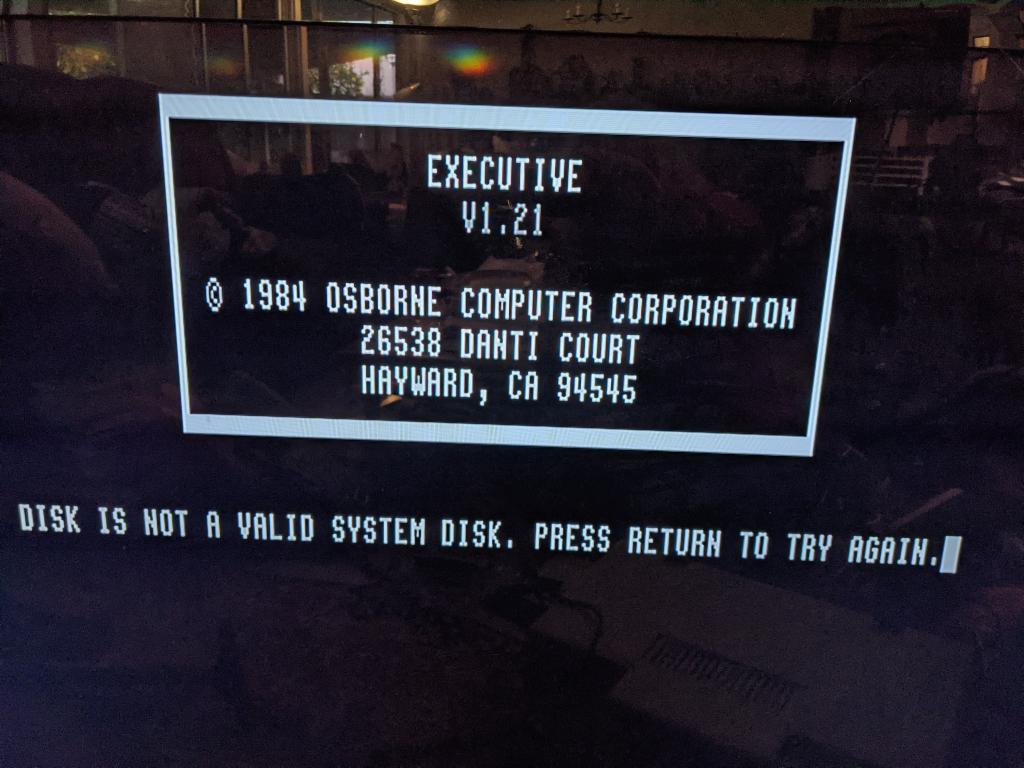 EXECUTIVE
V1.21
© 1984 OSBORNE COMPUTER CORPORATION
26538 DANTI COURT
HAYWARD, CA 94545
DISK IS NOT A VALID SYSTEM DISK. PRESS RETURN TO TRY AGAIN.